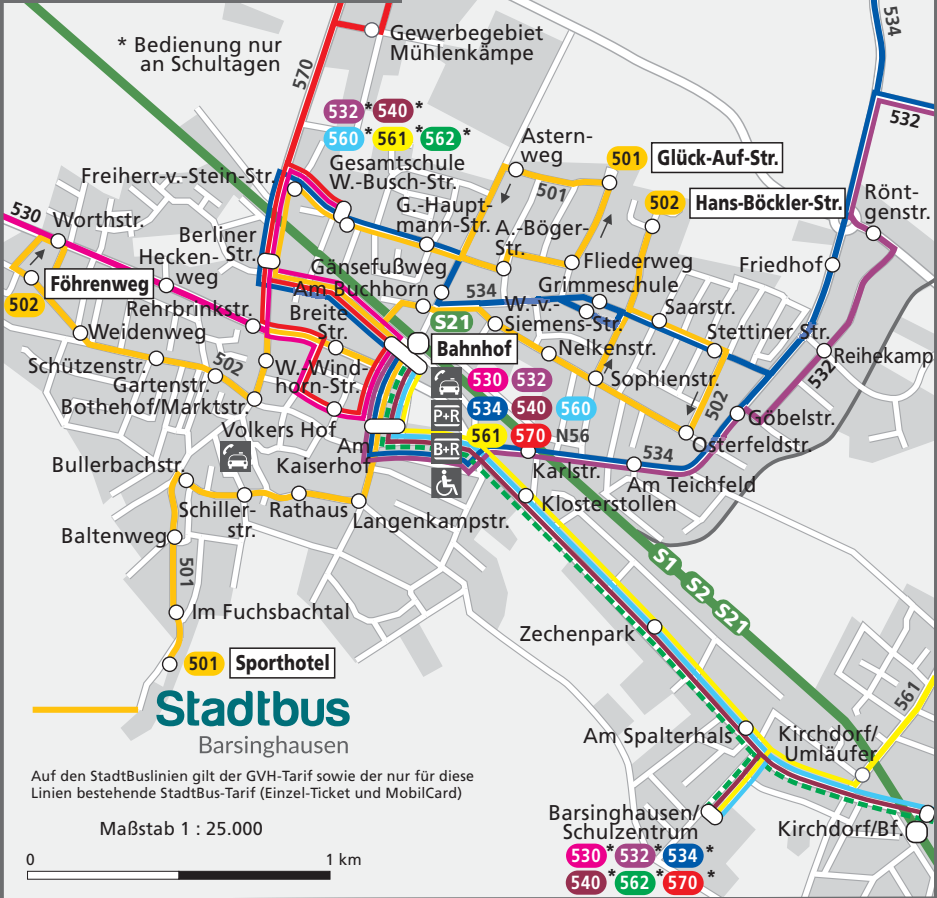 * Bedienung nur
an Schultagen
570
Gewerbegebiet
Mühlenkämpe
534
532
532 * 540 *
560 * 561 562 *
Gesamtschule
W.-Busch-Str.
Astern-
weg
501
501
Glück-Auf-Str.
502
Hans-Böckler-Str.
Rönt-
genstr.
Freiherr-v.-Stein-Str.
G.-Haupt-
mann-Str.
A.-Böger-
Str.
530
Worthstr.
Berliner
Str.
Hecken-
weg
Gänsefußweg
Fliederweg
Friedhof
Föhrenweg
502
Am Buchhorn
534
Grimmeschule
Rehrbrinkstr.
Breite
Str.
S21
W.-v.-
Siemens-Str.
Saarstr.
Weidenweg
Bahnhof
Stettiner Str.
Schützenstr.
502
Nelkenstr.
532
Reihekamp
Gartenstr.
W.-Wind-
horn-Str.
530 532
Sophienstr.
502
Bothehof/Marktstr.
P+R
534 540 560
Göbelstr.
Volkers Hof
561 570 N56
Osterfeldstr.
Am
Kaiserhof
B+R
534
Bullerbachstr.
Karlstr.
Am Teichfeld
Schiller-
str.
Rathaus
Langenkampstr.
Klosterstollen
Baltenweg
501
S1 S2 S21
Im Fuchsbachtal
Zechenpark
501
Sporthotel
561
Stadtbus
Barsinghausen
Am Spalterhals
Kirchdorf/
Umläufer
Auf den StadtBuslinien gilt der GVH-Tarif sowie der nur für diese
Linien bestehende StadtBus-Tarif (Einzel-Ticket und MobilCard)
Maßstab 1 : 25.000
0 1 km
Barsinghausen/
Schulzentrum
Kirchdorf/Bf.
530 * 532 * 534 *
540 * 562 * 570 *